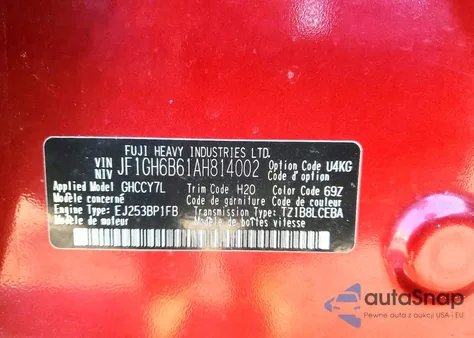 FUJI HEAVY INDUSTRIES LTD.
VIN NIV JF1GH6B61AH814002 Option Code U4KG
Code d'option
Applied Model GHCCY7L Trim Code H20 Color Code 69Z
Modèle concerné Code de garniture Code de couleur
Engine Type EJ253BP1FB Transmission Type TZ1B8LCEBA
Modèle de moteur Modèle de boîtes vitesse
autoSnap
Pewne auta z aukcji USA i EU